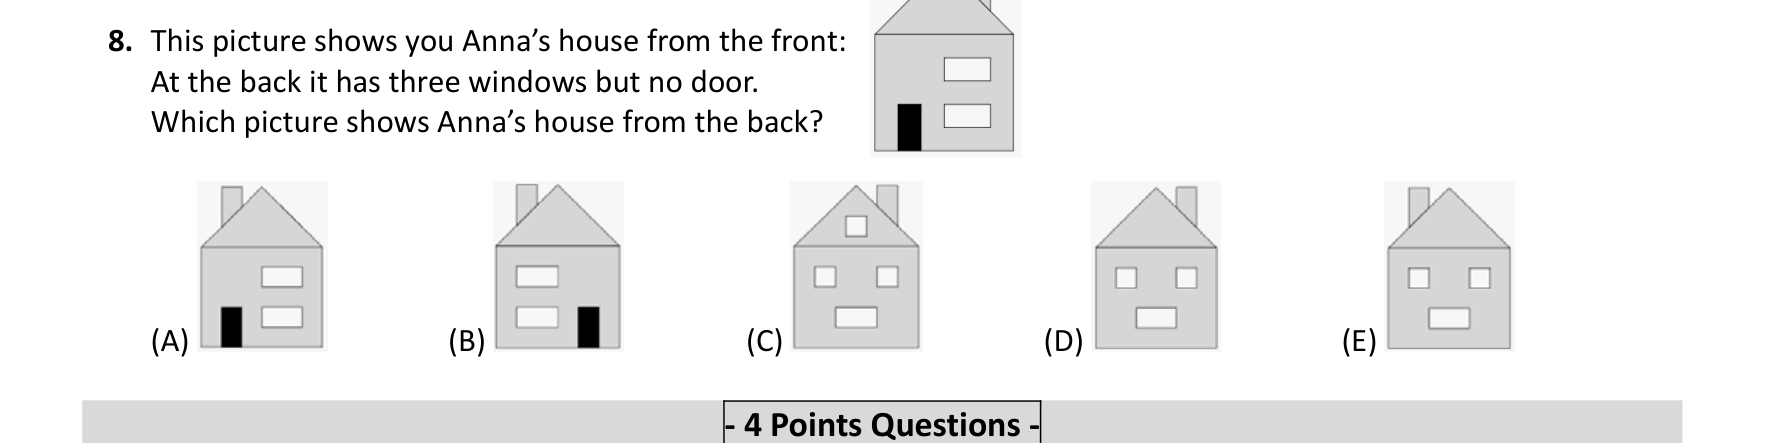 8. This picture shows you Anna’s house from the front:
At the back it has three windows but no door.
Which picture shows Anna’s house from the back?
(A) (B) (C) (D) (E)
- 4 Points Questions -